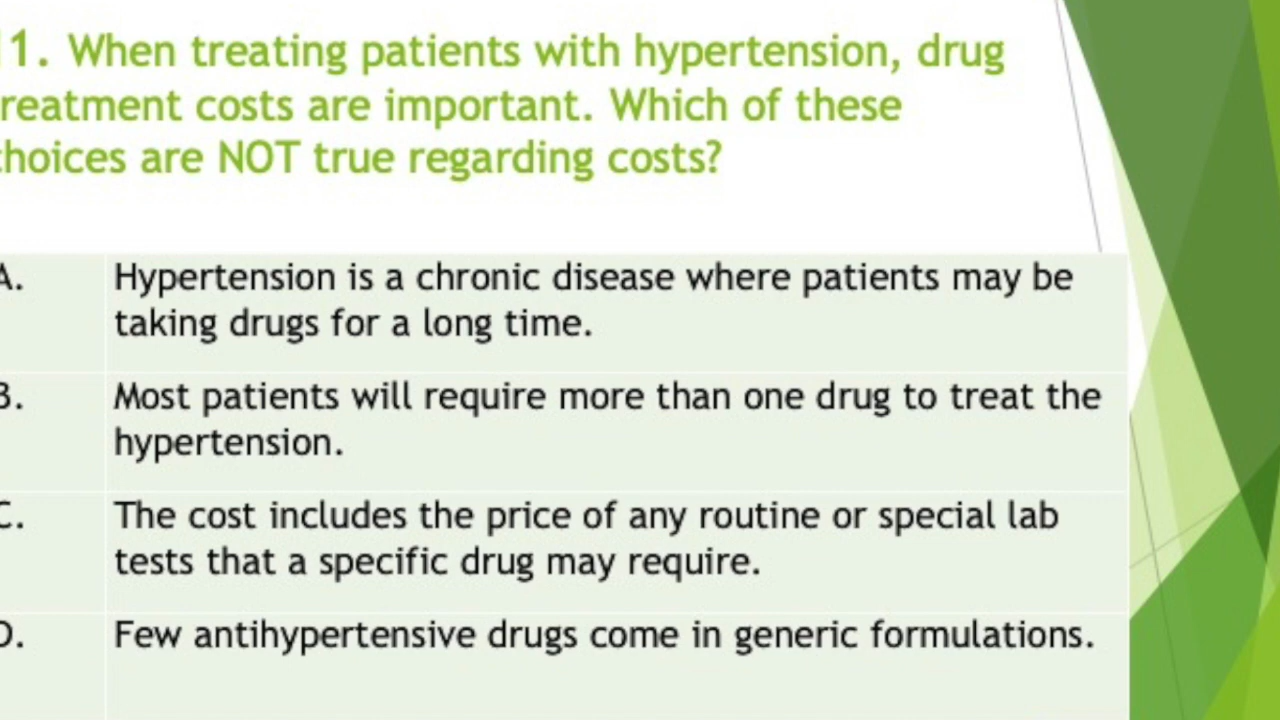 11. When treating patients with hypertension, drug
reatment costs are important. Which of these
choices are NOT true regarding costs?
A.
Hypertension is a chronic disease where patients may be
taking drugs for a long time.
B.
Most patients will require more than one drug to treat the
hypertension.
C.
The cost includes the price of any routine or special lab
tests that a specific drug may require.
D.
Few antihypertensive drugs come in generic formulations.